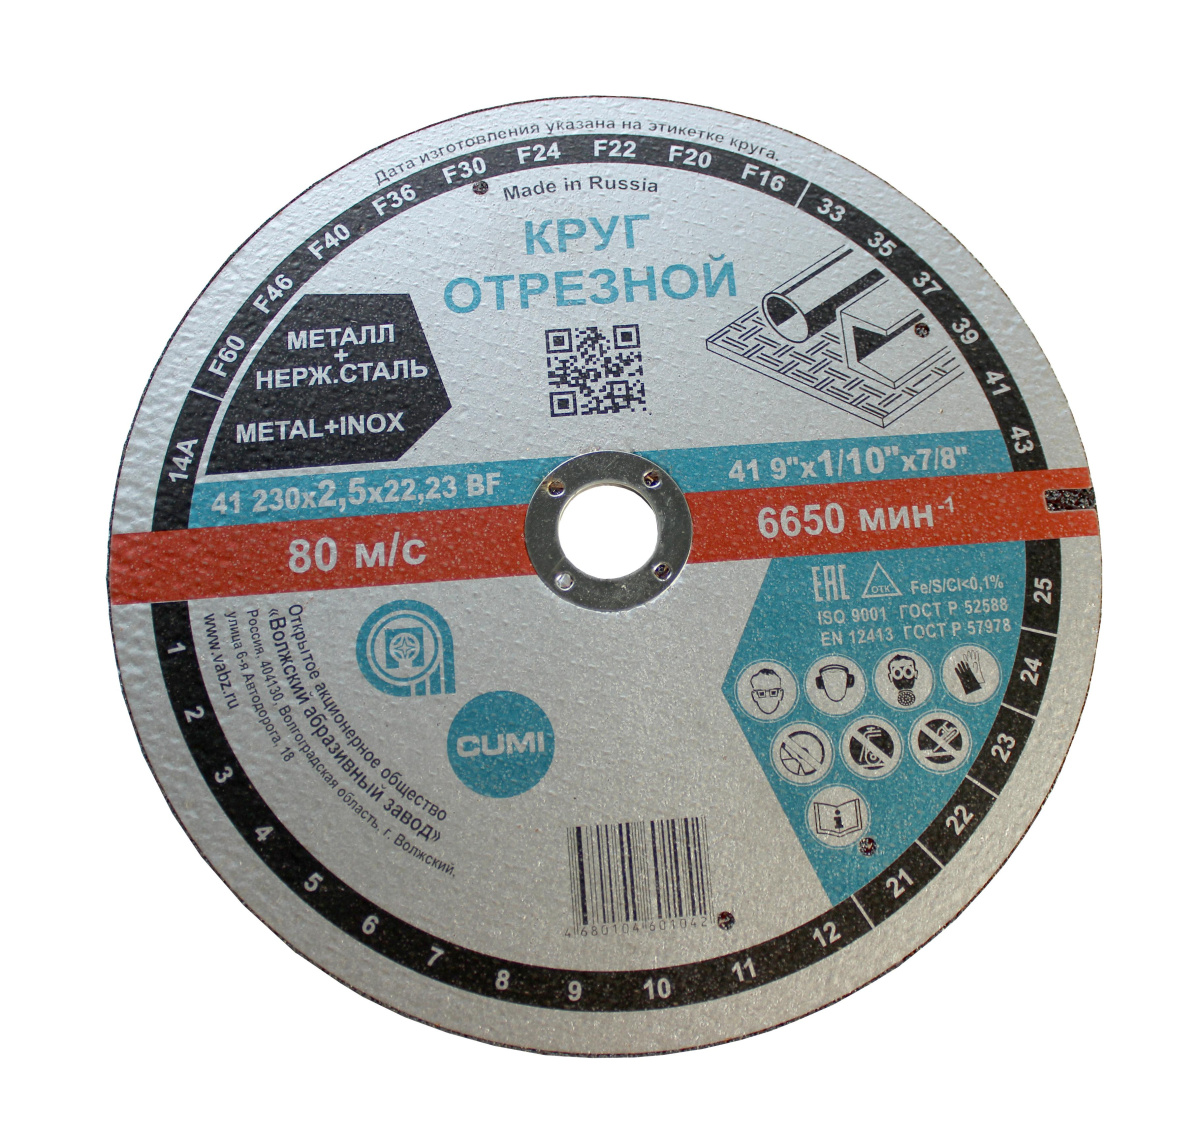 Дата изготовления указана на этикетке круга.
14A F60 F46 F40 F36 F30 F24 F22 F20 F16
33 35 37 39 41 43
Made in Russia
КРУГ
ОТРЕЗНОЙ
МЕТАЛЛ
+
НЕРЖ.СТАЛЬ
METAL+INOX
41 230x2,5x22,23 BF
41 9"x1/10"x7/8"
80 м/с
6650 мин-1
EAC
ОТК
Fe/S/Cl<0,1%
ISO 9001 ГОСТ Р 52588
EN 12413 ГОСТ Р 57978
Открытое акционерное общество
«Волжский абразивный завод»
Россия, 404130, Волгоградская область, г. Волжский,
улица 6-я Автодорога, 18
www.vabz.ru
CUMI
i
4 680104 601042
1 2 3 4 5 6 7 8 9 10 11 12
21 22 23 24 25